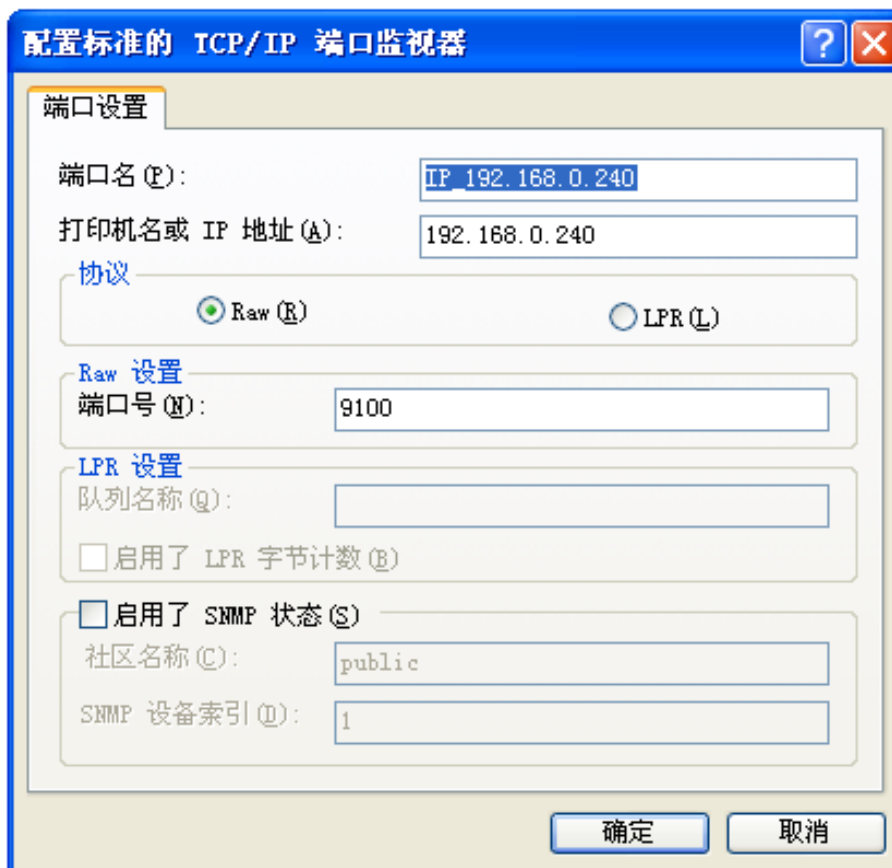 配置标准的 TCP/IP 端口监视器
端口设置
端口名(P): IP_192.168.0.240
打印机名或 IP 地址(A): 192.168.0.240
协议
Raw(R) LPR(L)
Raw 设置
端口号(N): 9100
LPR 设置
队列名称(Q):
启用了 LPR 字节计数(B)
启用了 SNMP 状态(S)
社区名称(C): public
SNMP 设备索引(D): 1
确定 取消